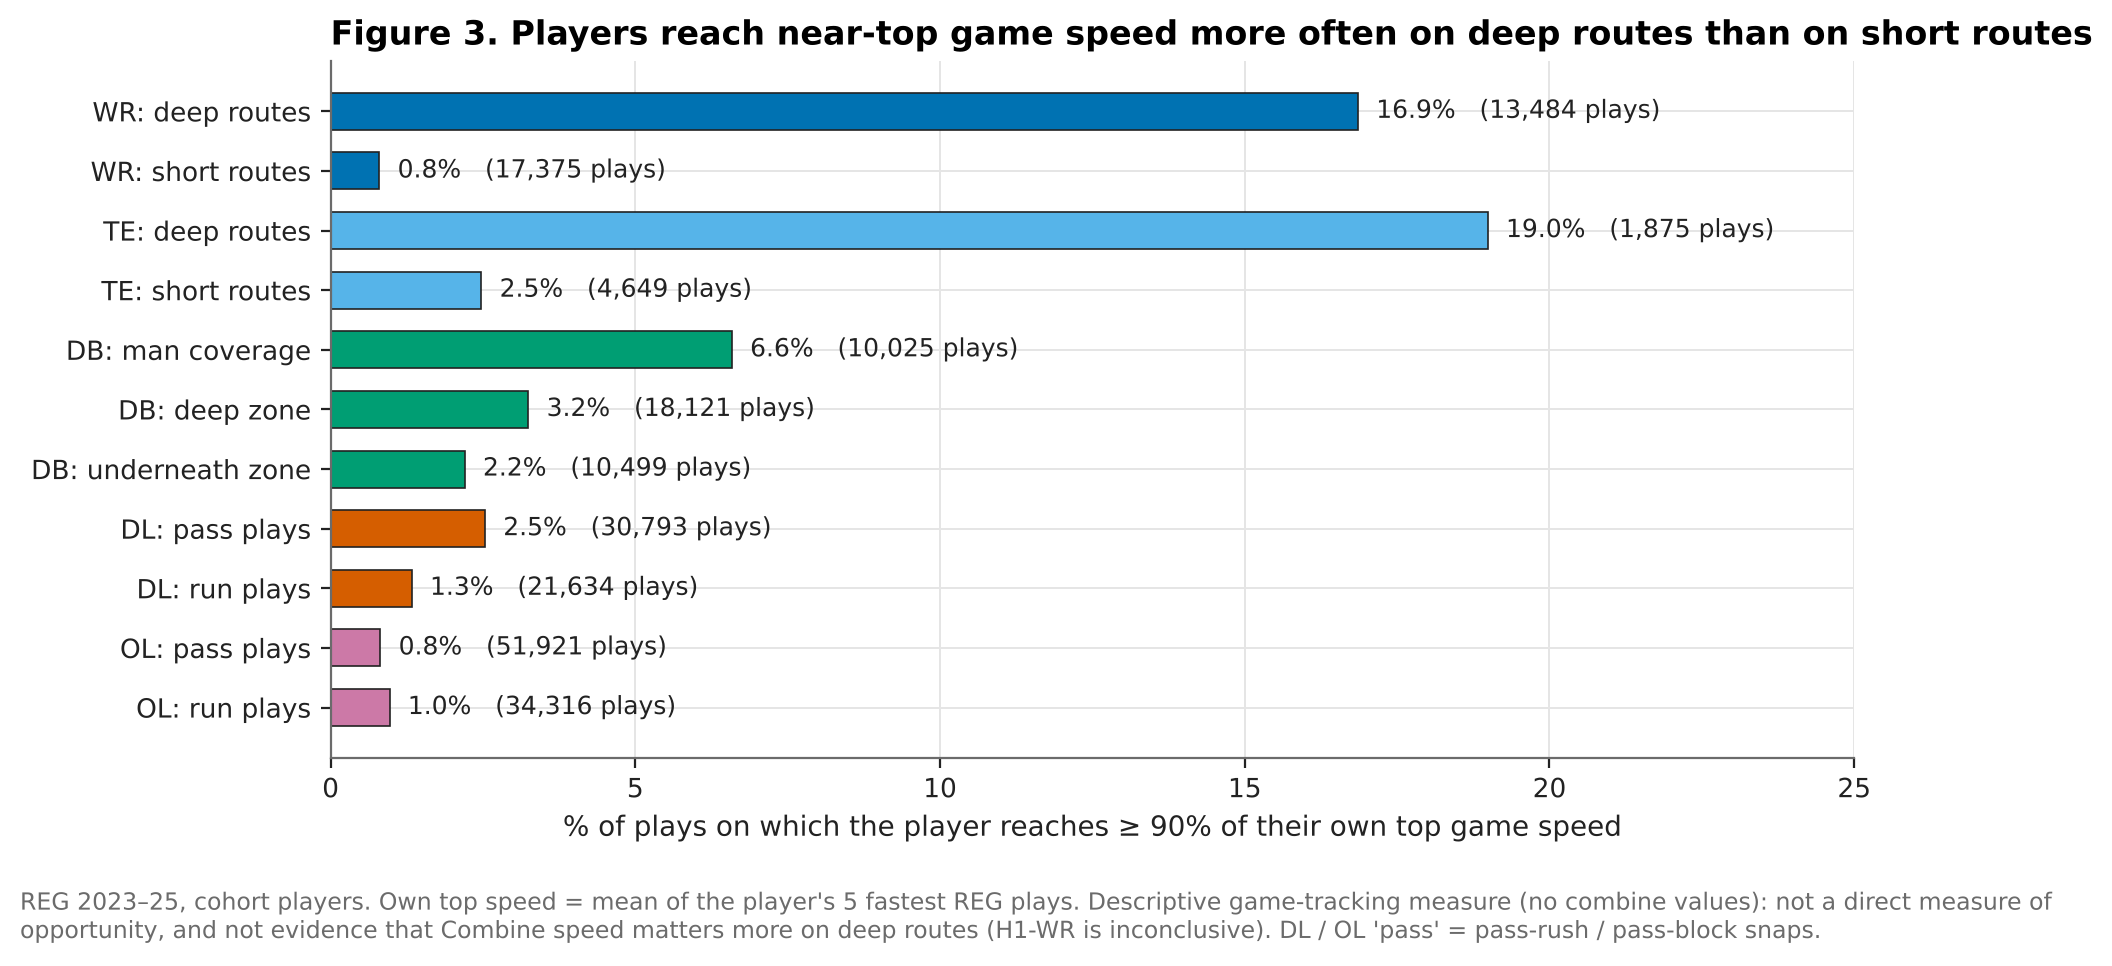 Figure 3. Players reach near-top game speed more often on deep routes than on short routes
WR: deep routes 16.9% (13,484 plays)
WR: short routes 0.8% (17,375 plays)
TE: deep routes 19.0% (1,875 plays)
TE: short routes 2.5% (4,649 plays)
DB: man coverage 6.6% (10,025 plays)
DB: deep zone 3.2% (18,121 plays)
DB: underneath zone 2.2% (10,499 plays)
DL: pass plays 2.5% (30,793 plays)
DL: run plays 1.3% (21,634 plays)
OL: pass plays 0.8% (51,921 plays)
OL: run plays 1.0% (34,316 plays)
0 5 10 15 20 25
% of plays on which the player reaches ≥ 90% of their own top game speed
REG 2023–25, cohort players. Own top speed = mean of the player's 5 fastest REG plays. Descriptive game-tracking measure (no combine values): not a direct measure of
opportunity, and not evidence that Combine speed matters more on deep routes (H1-WR is inconclusive). DL / OL 'pass' = pass-rush / pass-block snaps.